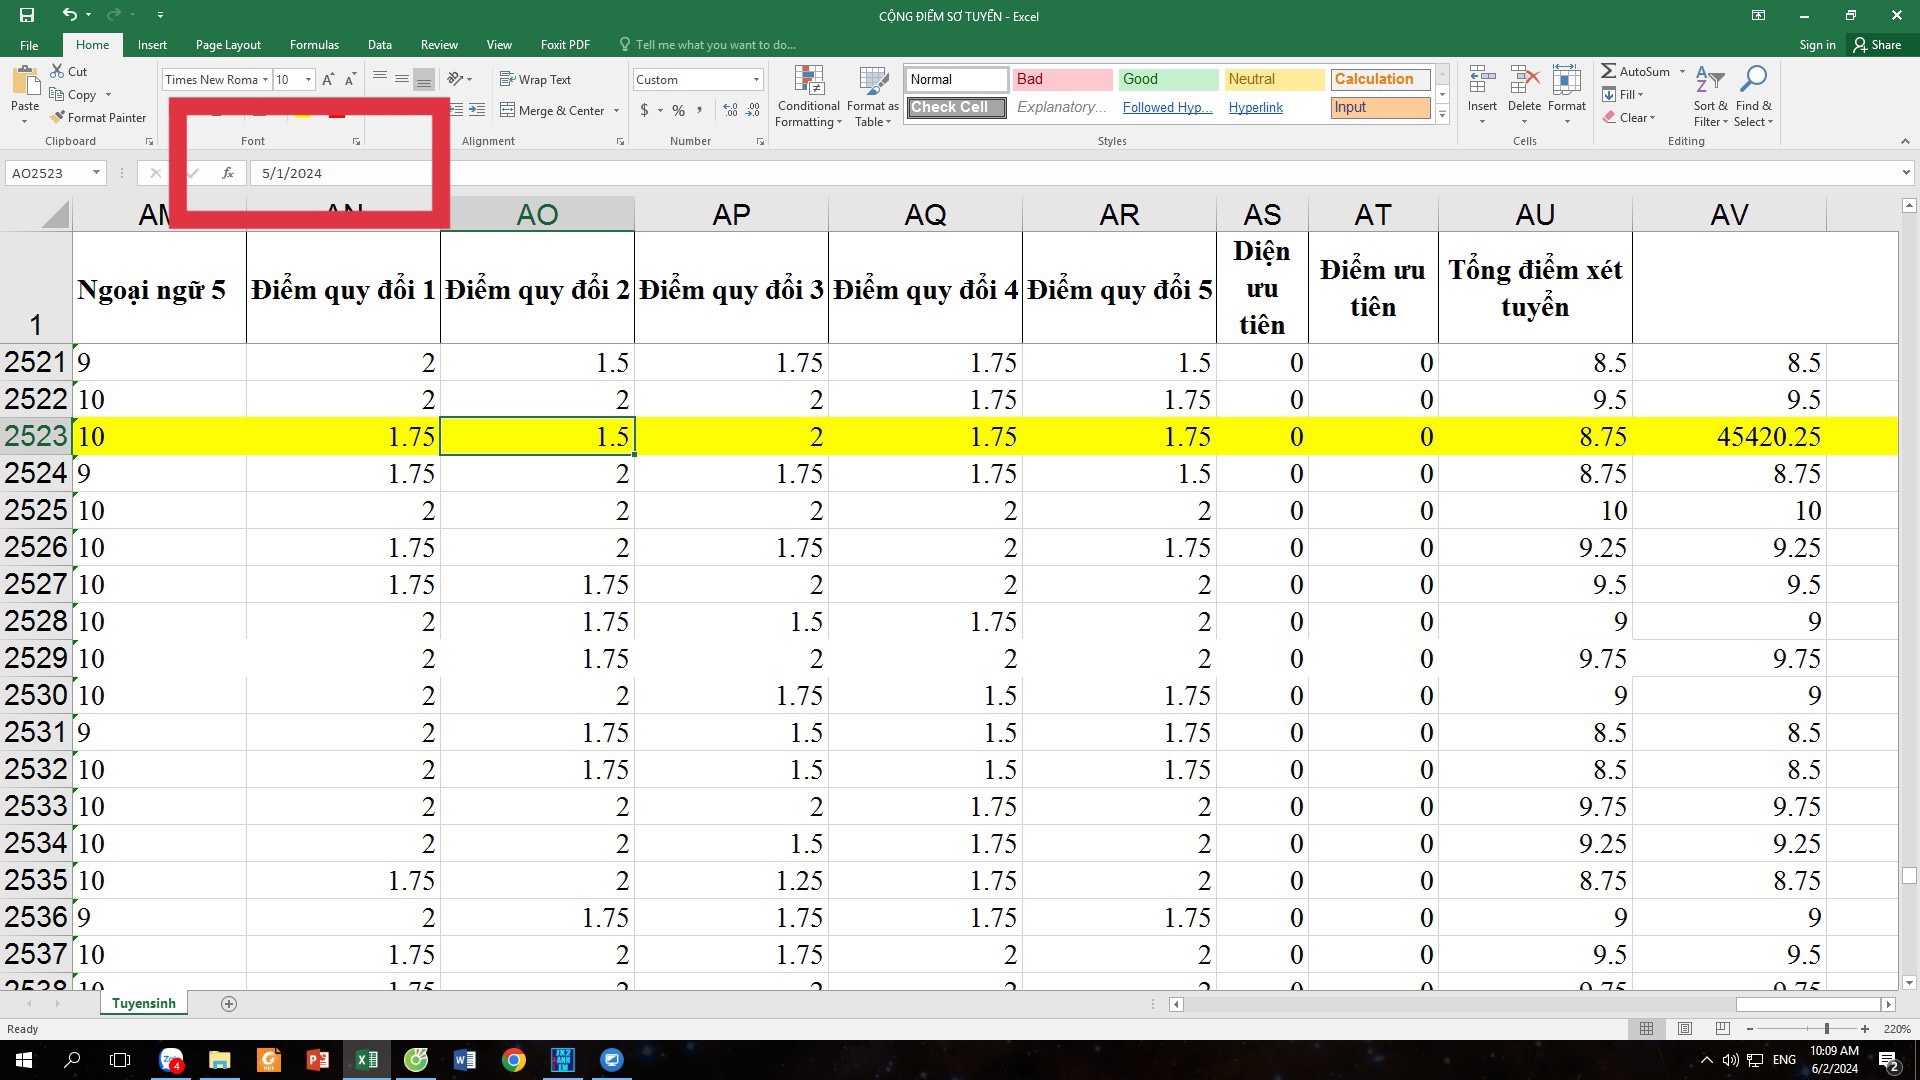 CỘNG ĐIỂM SƠ TUYỂN - Excel
File Home Insert Page Layout Formulas Data Review View Foxit PDF Tell me what you want to do... Sign in Share
Paste Cut Copy Format Painter Clipboard
Times New Roma 10 Font
Wrap Text Merge & Center Alignment
Custom $ % , Number
Conditional Formatting Format as Table
Normal Bad Good Neutral Calculation
Check Cell Explanatory... Followed Hyp... Hyperlink Input
Styles
Insert Delete Format Cells
AutoSum Fill Clear Sort & Filter Find & Select Editing
AO2523 fx 5/1/2024
AN AO AP AQ AR AS AT AU AV
1 Ngoại ngữ 5 Điểm quy đổi 1 Điểm quy đổi 2 Điểm quy đổi 3 Điểm quy đổi 4 Điểm quy đổi 5 Diện ưu tiên Điểm ưu tiên Tổng điểm xét tuyển
2521 9 2 1.5 1.75 1.75 1.5 0 0 8.5 8.5
2522 10 2 2 2 1.75 1.75 0 0 9.5 9.5
2523 10 1.75 1.5 2 1.75 1.75 0 0 8.75 45420.25
2524 9 1.75 2 1.75 1.75 1.5 0 0 8.75 8.75
2525 10 2 2 2 2 2 0 0 10 10
2526 10 1.75 2 1.75 2 1.75 0 0 9.25 9.25
2527 10 1.75 1.75 2 2 2 0 0 9.5 9.5
2528 10 2 1.75 1.5 1.75 2 0 0 9 9
2529 10 2 1.75 2 2 2 0 0 9.75 9.75
2530 10 2 2 1.75 1.5 1.75 0 0 9 9
2531 9 2 1.75 1.5 1.5 1.75 0 0 8.5 8.5
2532 10 2 1.75 1.5 1.5 1.75 0 0 8.5 8.5
2533 10 2 2 2 1.75 2 0 0 9.75 9.75
2534 10 2 2 1.5 1.75 2 0 0 9.25 9.25
2535 10 1.75 2 1.25 1.75 2 0 0 8.75 8.75
2536 9 2 1.75 1.75 1.75 1.75 0 0 9 9
2537 10 1.75 2 1.75 2 2 0 0 9.5 9.5
2538 10 1.75 2 2 2 2 0 0 9.75 9.75
Tuyensinh
Ready 220%
ENG 10:09 AM
6/2/2024